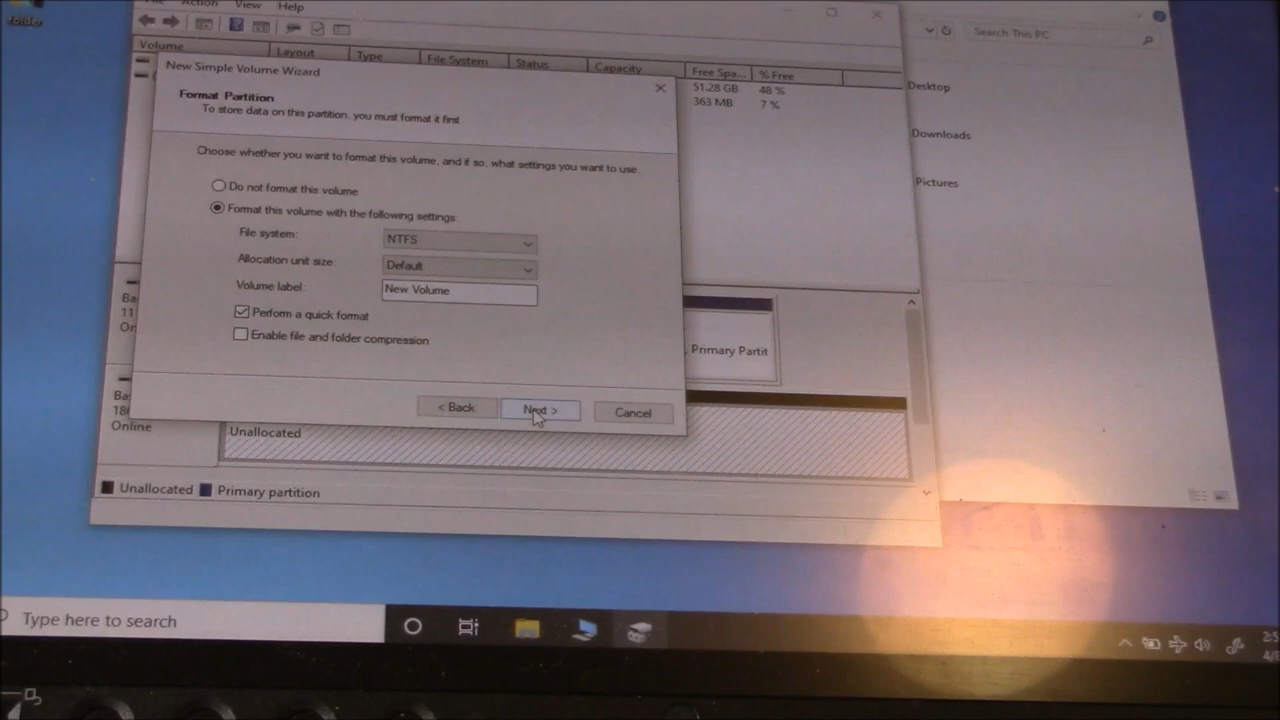 folder
Action View Help
Search This PC
Volume Layout Type File System Status Capacity Free Spa... % Free
51.28 GB 48 %
363 MB 7 %
New Simple Volume Wizard
Format Partition
To store data on this partition, you must format it first.
Choose whether you want to format this volume, and if so, what settings you want to use.
Do not format this volume
Format this volume with the following settings:
File system: NTFS
Allocation unit size: Default
Volume label: New Volume
Perform a quick format
Enable file and folder compression
< Back Next > Cancel
Desktop
Downloads
Pictures
Ba
11
On
, Primary Partit
Ba
18
Online
Unallocated
Unallocated Primary partition
Type here to search
2:5
4/